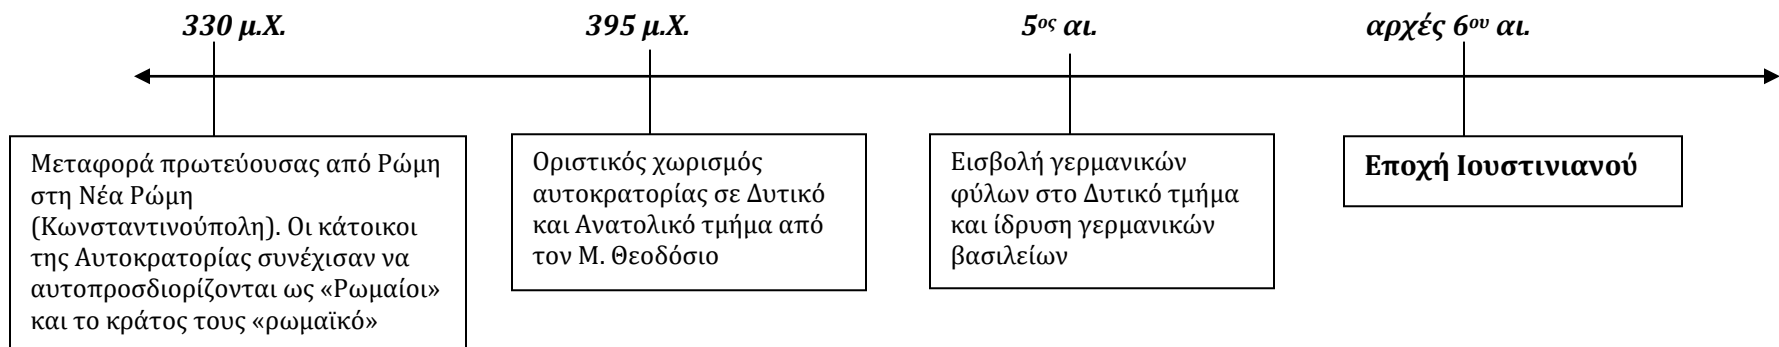 330 μ.Χ.
395 μ.Χ.
5ος αι.
αρχές 6ου αι.
Μεταφορά πρωτεύουσας από Ρώμη
στη Νέα Ρώμη
(Κωνσταντινούπολη). Οι κάτοικοι
της Αυτοκρατορίας συνέχισαν να
αυτοπροσδιορίζονται ως «Ρωμαίοι»
και το κράτος τους «ρωμαϊκό»
Οριστικός χωρισμός
αυτοκρατορίας σε Δυτικό
και Ανατολικό τμήμα από
τον Μ. Θεοδόσιο
Εισβολή γερμανικών
φύλων στο Δυτικό τμήμα
και ίδρυση γερμανικών
βασιλείων
Εποχή Ιουστινιανού